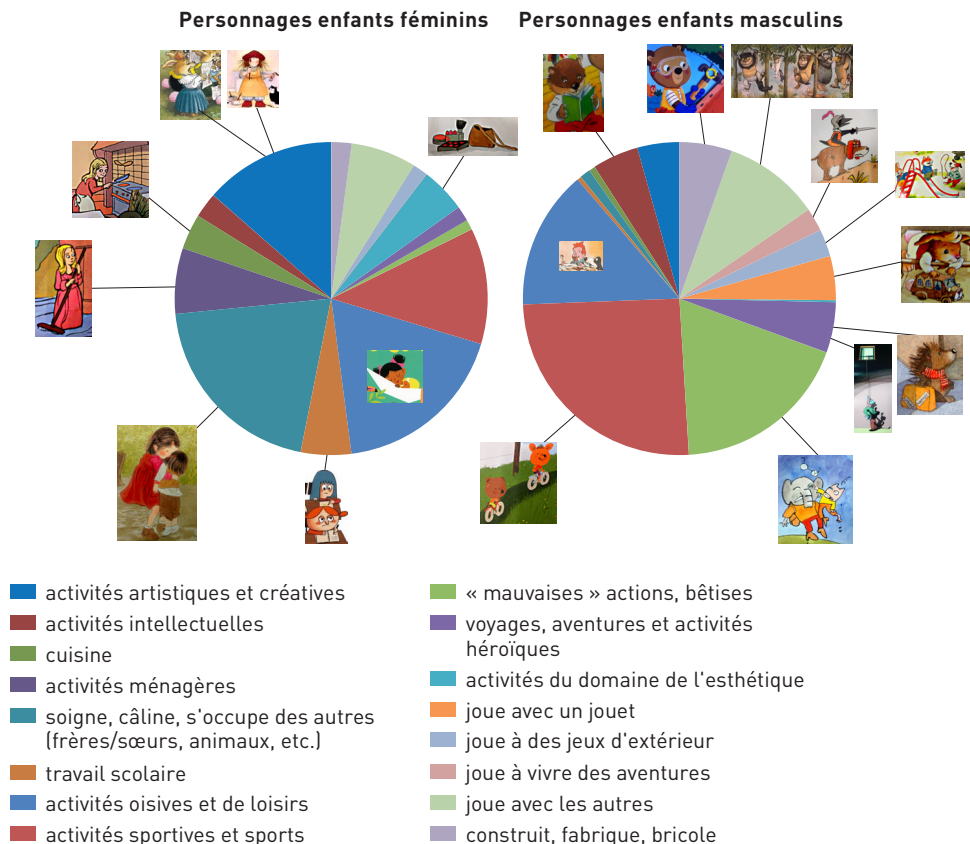 Personnages enfants féminins
Personnages enfants masculins
activités artistiques et créatives
activités intellectuelles
cuisine
activités ménagères
soigne, câline, s'occupe des autres
(frères/sœurs, animaux, etc.)
travail scolaire
activités oisives et de loisirs
activités sportives et sports
« mauvaises » actions, bêtises
voyages, aventures et activités
héroïques
activités du domaine de l'esthétique
joue avec un jouet
joue à des jeux d'extérieur
joue à vivre des aventures
joue avec les autres
construit, fabrique, bricole